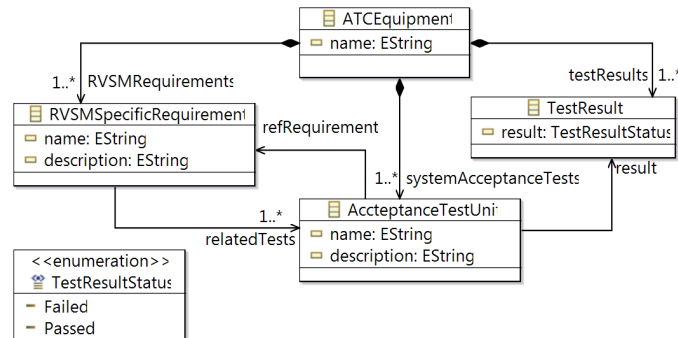 ATCEquipment
name: EString
1..* RVSMRequirements
testResults 1..*
RVSMSpecificRequirement
name: EString
description: EString
refRequirement
TestResult
result: TestResultStatus
1..* systemAcceptanceTests
result
1..*
relatedTests
AccteptanceTestUnit
name: EString
description: EString
<<enumeration>>
TestResultStatus
Failed
Passed